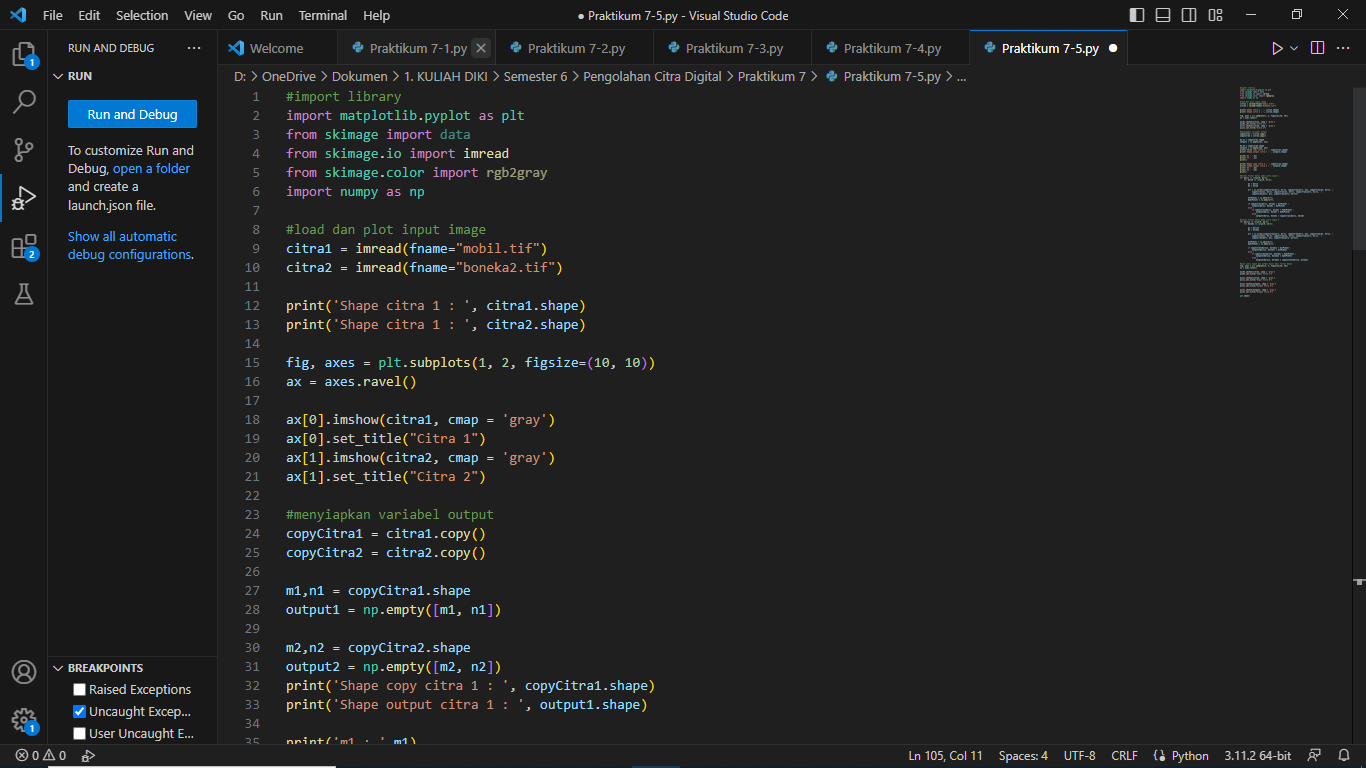 File Edit Selection View Go Run Terminal Help
● Praktikum 7-5.py - Visual Studio Code
RUN AND DEBUG ...
Welcome Praktikum 7-1.py Praktikum 7-2.py Praktikum 7-3.py Praktikum 7-4.py Praktikum 7-5.py
D: > OneDrive > Dokumen > 1. KULIAH DIKI > Semester 6 > Pengolahan Citra Digital > Praktikum 7 > Praktikum 7-5.py > ...
RUN
Run and Debug
To customize Run and
Debug, open a folder
and create a
launch.json file.
Show all automatic
debug configurations.
BREAKPOINTS
Raised Exceptions
Uncaught Excep...
User Uncaught E...
1
2
1
1 #import library
2 import matplotlib.pyplot as plt
3 from skimage import data
4 from skimage.io import imread
5 from skimage.color import rgb2gray
6 import numpy as np
7
8 #load dan plot input image
9 citra1 = imread(fname="mobil.tif")
10 citra2 = imread(fname="boneka2.tif")
11
12 print('Shape citra 1 : ', citra1.shape)
13 print('Shape citra 1 : ', citra2.shape)
14
15 fig, axes = plt.subplots(1, 2, figsize=(10, 10))
16 ax = axes.ravel()
17
18 ax[0].imshow(citra1, cmap = 'gray')
19 ax[0].set_title("Citra 1")
20 ax[1].imshow(citra2, cmap = 'gray')
21 ax[1].set_title("Citra 2")
22
23 #menyiapkan variabel output
24 copyCitra1 = citra1.copy()
25 copyCitra2 = citra2.copy()
26
27 m1,n1 = copyCitra1.shape
28 output1 = np.empty([m1, n1])
29
30 m2,n2 = copyCitra2.shape
31 output2 = np.empty([m2, n2])
32 print('Shape copy citra 1 : ', copyCitra1.shape)
33 print('Shape output citra 1 : ', output1.shape)
34
35 print('m1 : ',m1)
0 0
Ln 105, Col 11 Spaces: 4 UTF-8 CRLF Python 3.11.2 64-bit